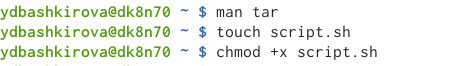 ydbashkirova@dk8n70 ~ $ man tar
ydbashkirova@dk8n70 ~ $ touch script.sh
ydbashkirova@dk8n70 ~ $ chmod +x script.sh